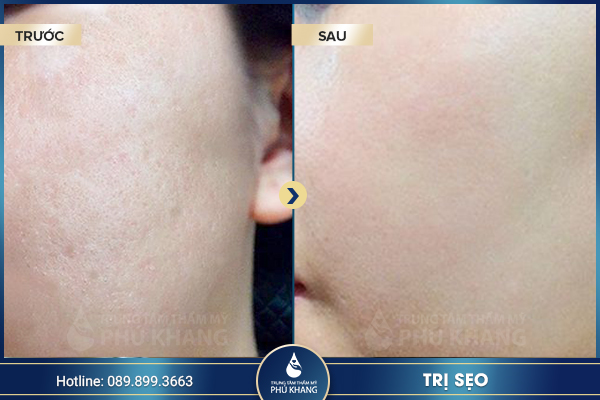 TRƯỚC
SAU
TRUNG TÂM THẨM MỸ
PHÚ KHANG
TRUNG TÂM THẨM MỸ
PHÚ KHANG
Hotline: 089.899.3663
TRUNG TÂM THẨM MỸ
PHÚ KHANG
TRỊ SẸO